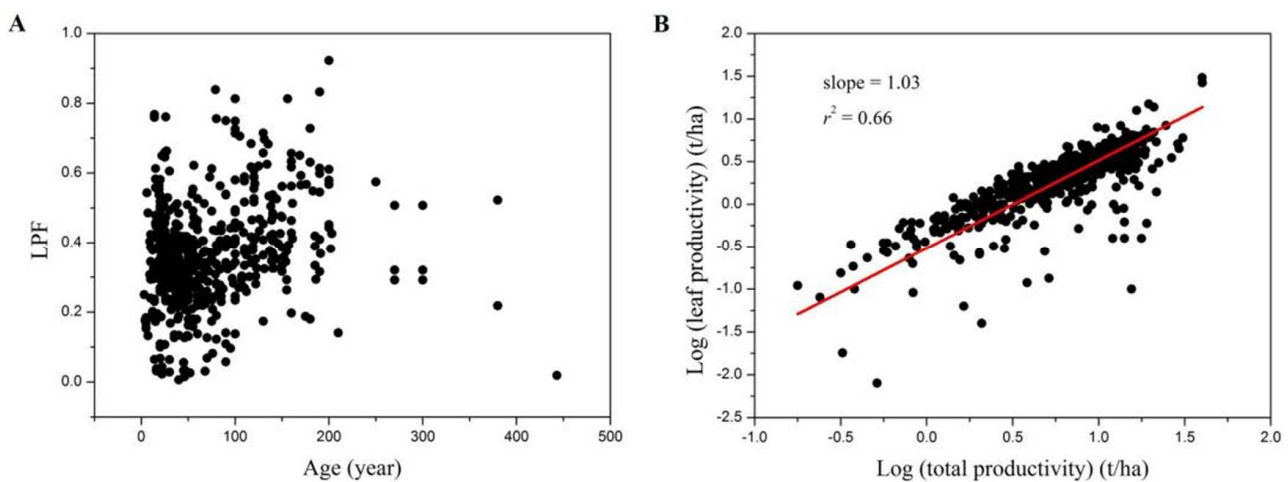 A
1.0
0.8
0.6
0.4
0.2
0.0
LPF
0 100 200 300 400 500
Age (year)
B
2.0
1.5
1.0
0.5
0.0
-0.5
-1.0
-1.5
-2.0
-2.5
Log (leaf productivity) (t/ha)
slope = 1.03
r² = 0.66
-1.0 -0.5 0.0 0.5 1.0 1.5 2.0
Log (total productivity) (t/ha)